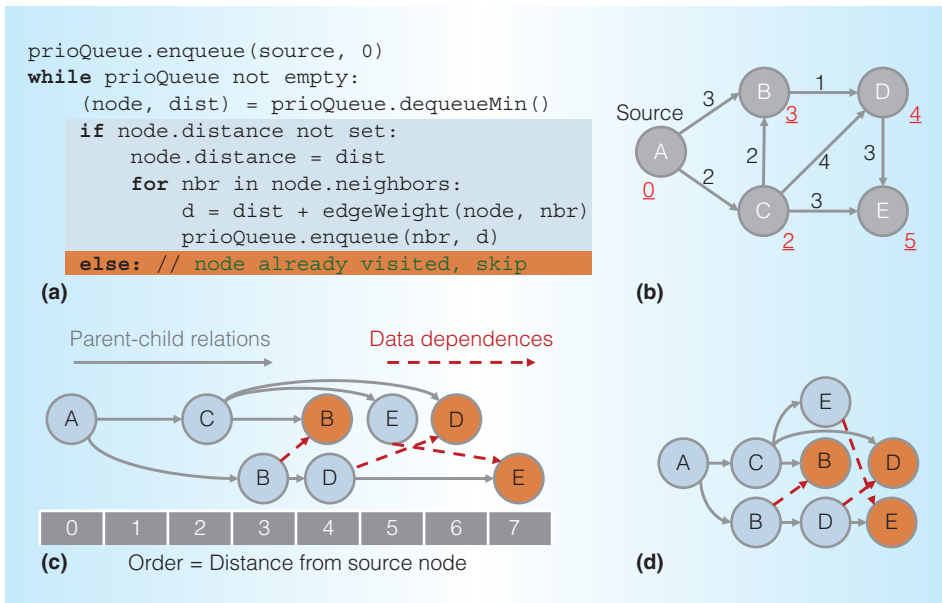 prioQueue.enqueue(source, 0)
while prioQueue not empty:
(node, dist) = prioQueue.dequeueMin()
if node.distance not set:
node.distance = dist
for nbr in node.neighbors:
d = dist + edgeWeight(node, nbr)
prioQueue.enqueue(nbr, d)
else: // node already visited, skip
(a)
Source
A
0
B
3
C
2
D
4
E
5
3
2
2
1
4
3
3
(b)
Parent-child relations
Data dependences
A
C
B
E
D
B
D
E
0 1 2 3 4 5 6 7
(c)
Order = Distance from source node
E
A
C
B
D
B
D
E
(d)